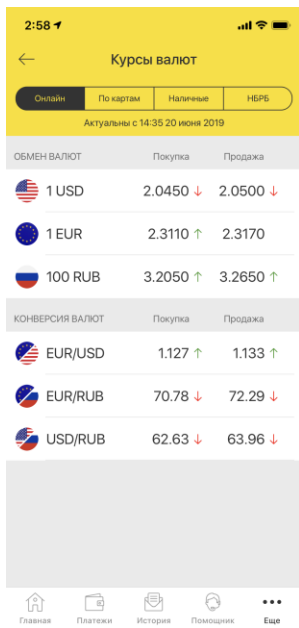 2:58
Курсы валют
Онлайн По картам Наличные НБРБ
Актуальны с 14:35 20 июня 2019
ОБМЕН ВАЛЮТ Покупка Продажа
1 USD 2.0450 ↓ 2.0500 ↓
1 EUR 2.3110 ↑ 2.3170
100 RUB 3.2050 ↑ 3.2650 ↑
КОНВЕРСИЯ ВАЛЮТ Покупка Продажа
EUR/USD 1.127 ↑ 1.133 ↑
EUR/RUB 70.78 ↓ 72.29 ↓
USD/RUB 62.63 ↓ 63.96 ↓
Главная Платежи История Помощник Еще